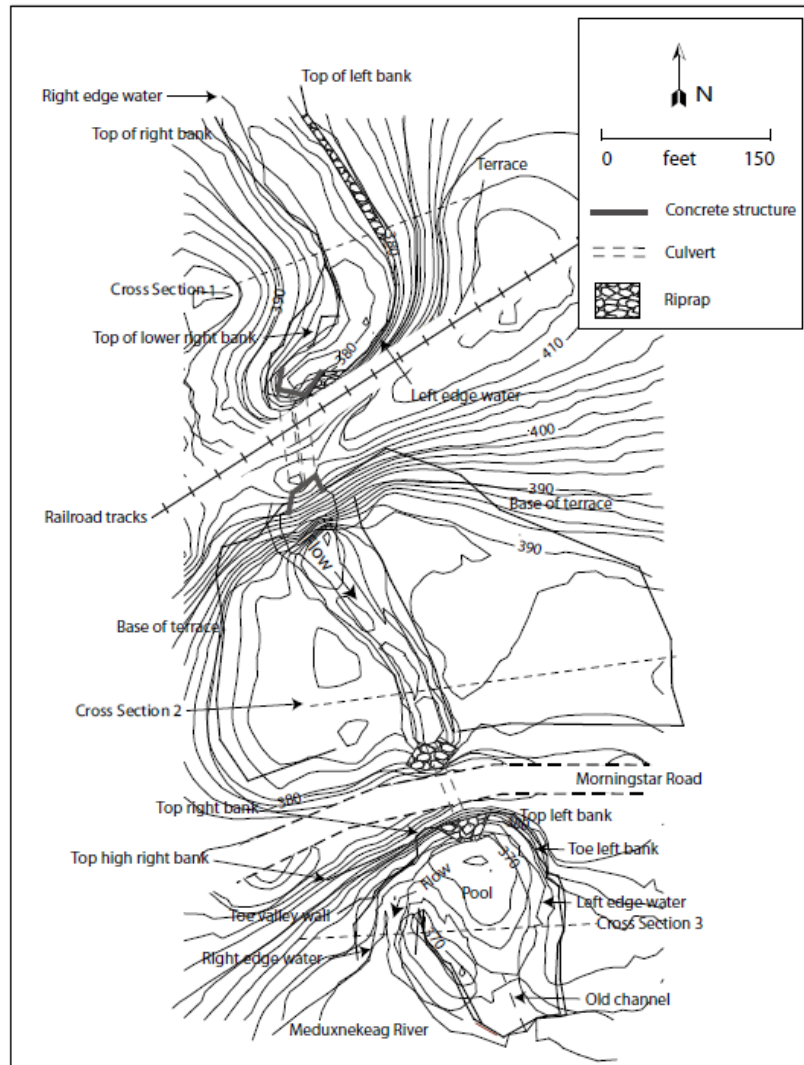 Top of left bank
Right edge water
Top of right bank
N
0 feet 150
Concrete structure
Culvert
Riprap
Terrace
380
Cross Section 1
390
Top of lower right bank
380
410
Left edge water
400
390
Railroad tracks
Base of terrace
390
Flow
Base of terrace
Cross Section 2
Morningstar Road
380
Top right bank
Top left bank
Toe left bank
Top high right bank
370
Flow
Pool
Left edge water
Toe valley wall
Cross Section 3
370
Right edge water
Old channel
Meduxnekeag River